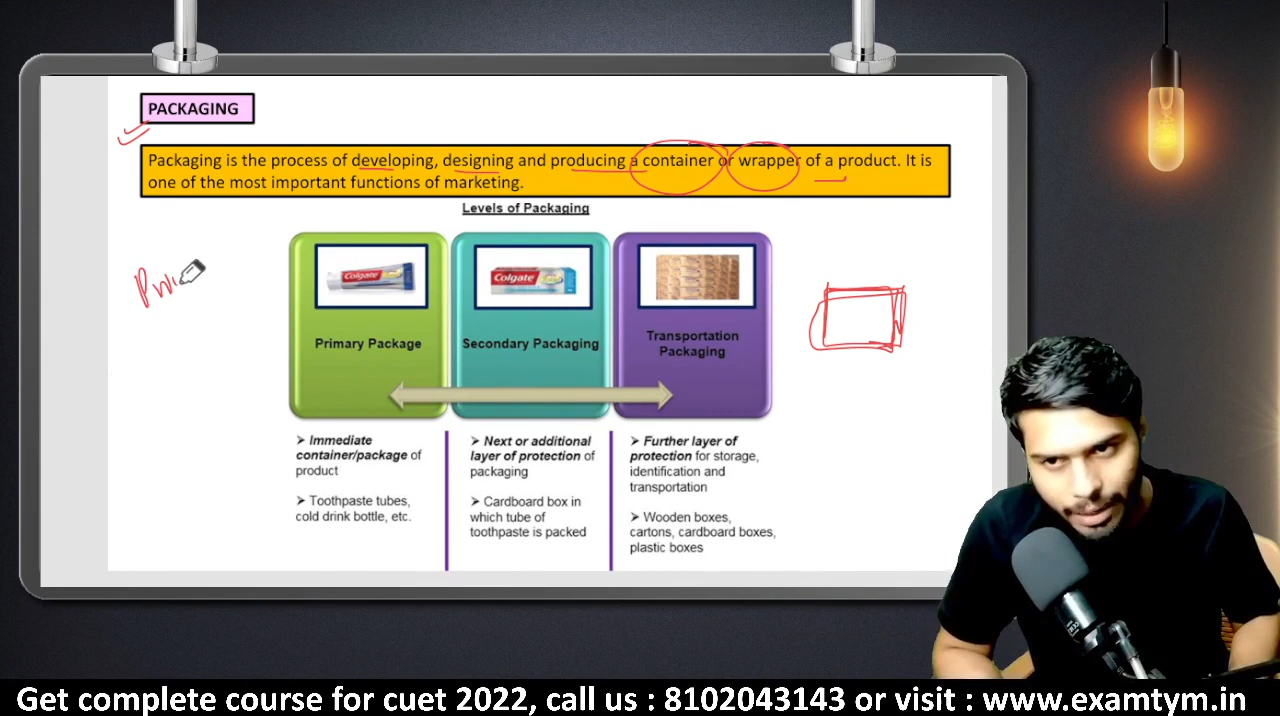 PACKAGING
Packaging is the process of developing, designing and producing a container or wrapper of a product. It is
one of the most important functions of marketing.
Levels of Packaging
Colgate
Colgate
Primary Package
Secondary Packaging
Transportation
Packaging
➢ Immediate
container/package of
product
➢ Toothpaste tubes,
cold drink bottle, etc.
➢ Next or additional
layer of protection of
packaging
➢ Cardboard box in
which tube of
toothpaste is packed
➢ Further layer of
protection for storage,
identification and
transportation
➢ Wooden boxes,
cartons, cardboard boxes,
plastic boxes
Get complete course for cuet 2022, call us : 8102043143 or visit : www.examtym.in